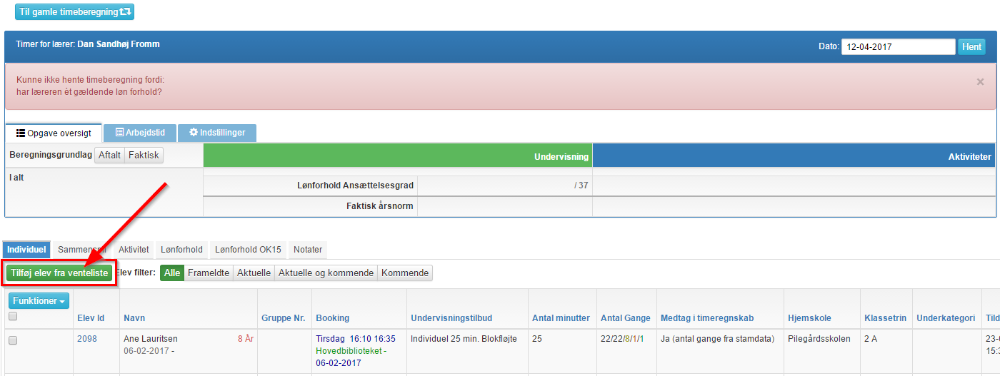 Til gamle timeberegning
Timer for lærer: Dan Sandhøj Fromm
Dato: 12-04-2017 Hent
Kunne ikke hente timeberegning fordi:
har læreren ét gældende løn forhold?
×
Opgave oversigt Arbejdstid Indstillinger
Beregningsgrundlag Aftalt Faktisk Undervisning Aktiviteter
I alt
Lønforhold Ansættelsesgrad / 37
Faktisk årsnorm
Individuel Sammenspil Aktivitet Lønforhold Lønforhold OK15 Notater
Tilføj elev fra venteliste Elev filter: Alle Frameldte Aktuelle Aktuelle og kommende Kommende
Funktioner
Elev Id Navn Gruppe Nr. Booking Undervisningstilbud Antal minutter Antal Gange Medtag i timeregnskab Hjemskole Klassetrin Underkategori Tild
2098 Ane Lauritsen 8 År Tirsdag 16:10 16:35 Individuel 25 min. Blokfløjte 25 22/22/8/1/1 Ja (antal gange fra stamdata) Pilegårdsskolen 2 A 23-
06-02-2017 - Hovedbiblioteket - 15:3
06-02-2017